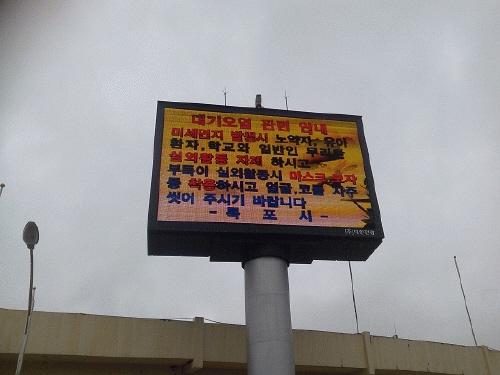 대기오염 관련 안내
미세먼지 발생시 노약자, 유아
환자, 학교와 일반인 무리한
실외활동 자제 하시고
부득이 실외활동시 마스크, 모자
등 착용하시고 얼굴, 코를 자주
씻어 주시기 바랍니다
- 목 포 시 -